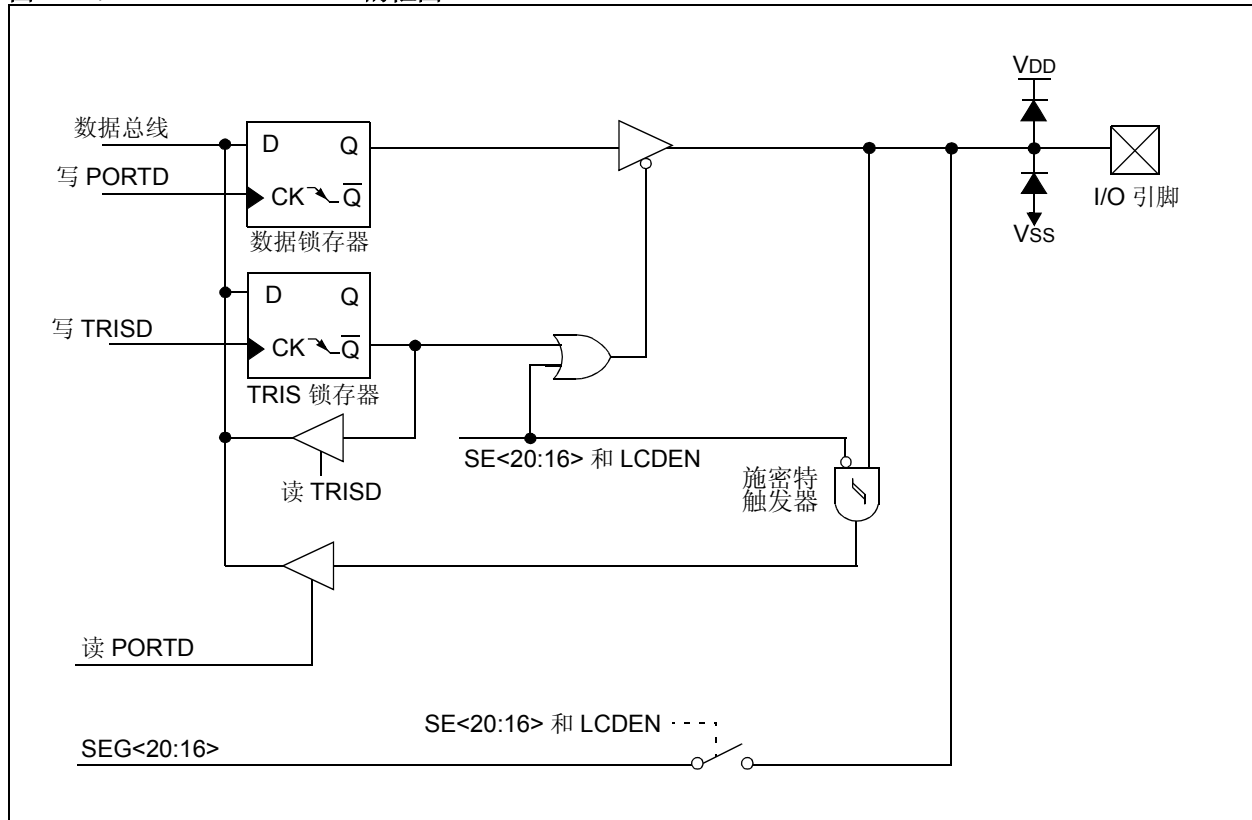 VDD
数据总线
D Q
写 PORTD
CK Q
I/O 引脚
数据锁存器
VSS
D Q
写 TRISD
CK Q
TRIS 锁存器
SE<20:16> 和 LCDEN
施密特
触发器
读 TRISD
读 PORTD
SE<20:16> 和 LCDEN
SEG<20:16>